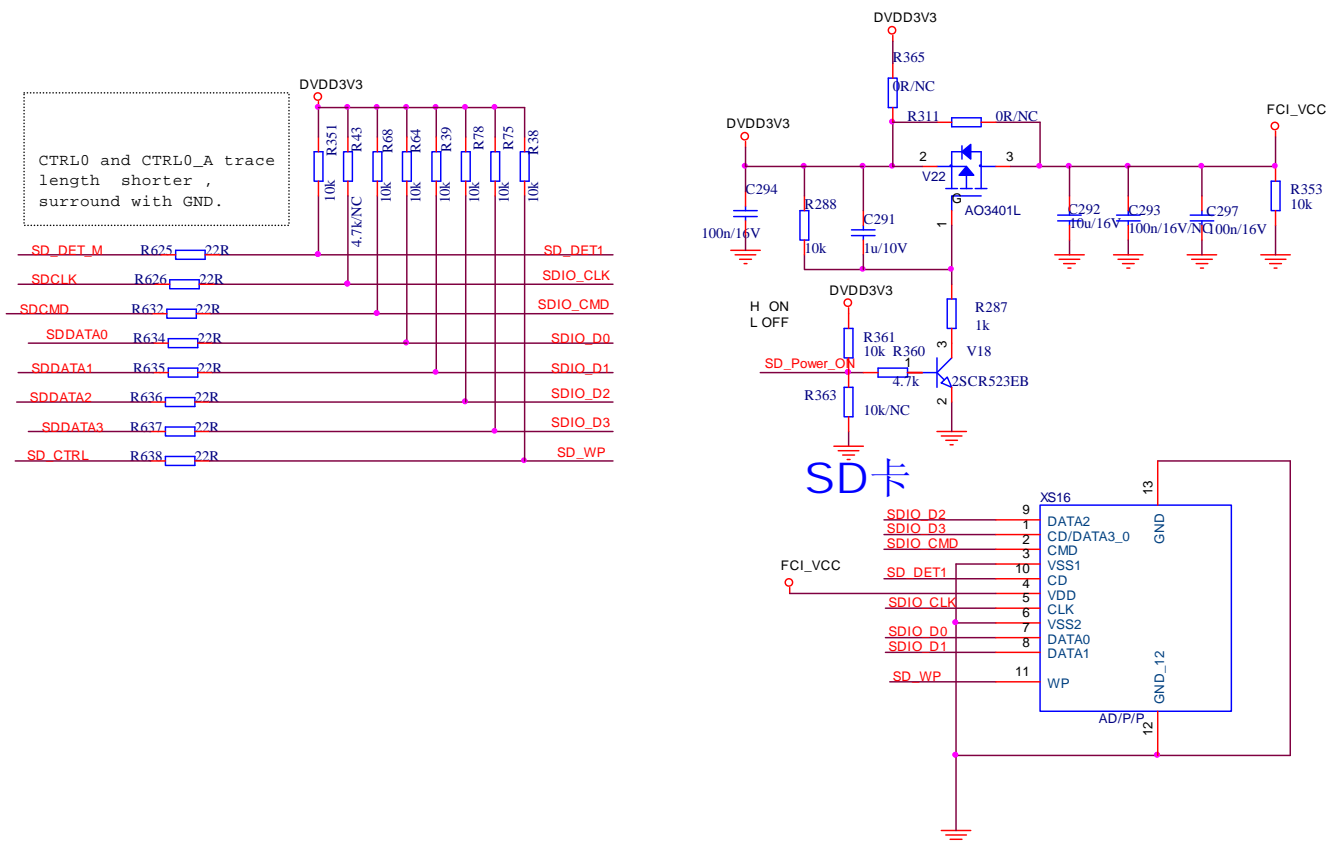 DVDD3V3
R351
R43
R68
R64
R39
R78
R75
R38
10k
4.7k/NC
10k
10k
10k
10k
10k
10k
CTRL0 and CTRL0_A trace
length shorter ,
surround with GND.
SD_DET_M R625 22R SD_DET1
SDCLK R626 22R SDIO_CLK
SDCMD R632 22R SDIO_CMD
SDDATA0 R634 22R SDIO_D0
SDDATA1 R635 22R SDIO_D1
SDDATA2 R636 22R SDIO_D2
SDDATA3 R637 22R SDIO_D3
SD_CTRL R638 22R SD_WP
DVDD3V3
R365
0R/NC
R311 0R/NC
DVDD3V3
FCI_VCC
2
3
V22
G
AO3401L
1
C294
100n/16V
R288
10k
C291
1u/10V
C292
10u/16V
C293
100n/16V/NC
C297
100n/16V
R353
10k
DVDD3V3
H ON
L OFF
R287
1k
R361
10k
R360
4.7k
SD_Power_ON
1
3
V18
2SCR523EB
2
R363
10k/NC
SD卡
XS16
13
GND
SDIO_D2 9 DATA2
SDIO_D3 1 CD/DATA3_0
SDIO_CMD 2 CMD
3 VSS1
FCI_VCC
SD_DET1 10 CD
4 VDD
SDIO_CLK 5 CLK
6 VSS2
SDIO_D0 7 DATA0
SDIO_D1 8 DATA1
SD_WP 11 WP
GND_12
AD/P/P
12